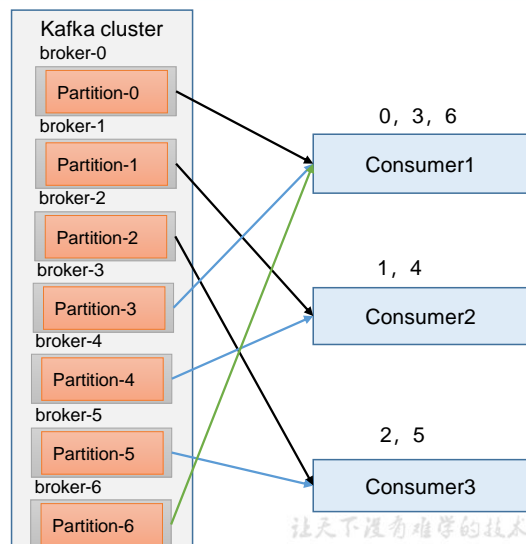 Kafka cluster
broker-0
Partition-0
broker-1
Partition-1
broker-2
Partition-2
broker-3
Partition-3
broker-4
Partition-4
broker-5
Partition-5
broker-6
Partition-6
0, 3, 6
Consumer1
1, 4
Consumer2
2, 5
Consumer3
让天下没有难学的技术